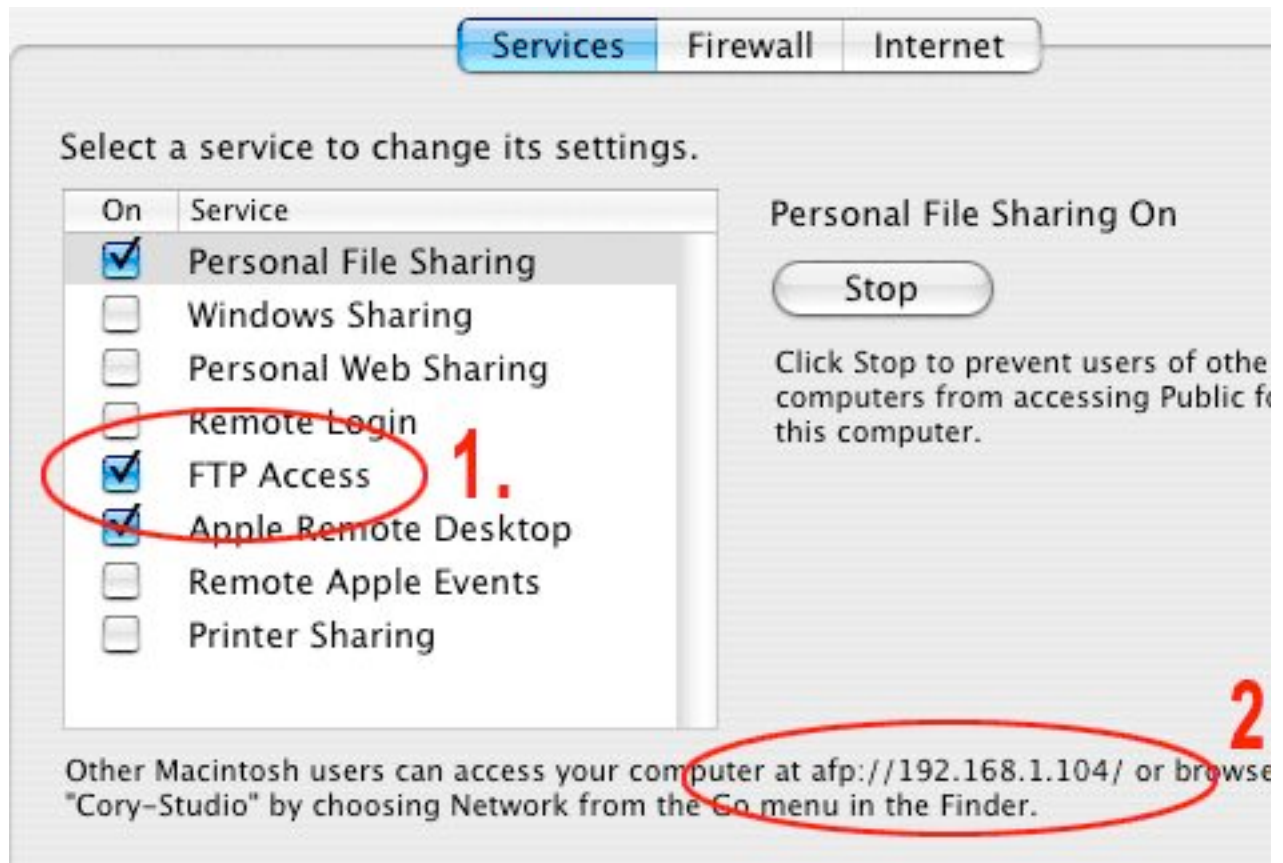 Services Firewall Internet
Select a service to change its settings.
On Service
Personal File Sharing
Windows Sharing
Personal Web Sharing
Remote Login
FTP Access
Apple Remote Desktop
Remote Apple Events
Printer Sharing
1.
Personal File Sharing On
Stop
Click Stop to prevent users of othe
computers from accessing Public fo
this computer.
2
Other Macintosh users can access your computer at afp://192.168.1.104/ or browse
"Cory-Studio" by choosing Network from the Go menu in the Finder.